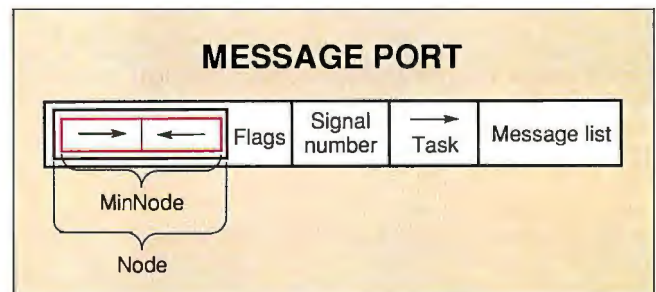 MESSAGE PORT
Flags
Signal
number
Task
Message list
MinNode
Node